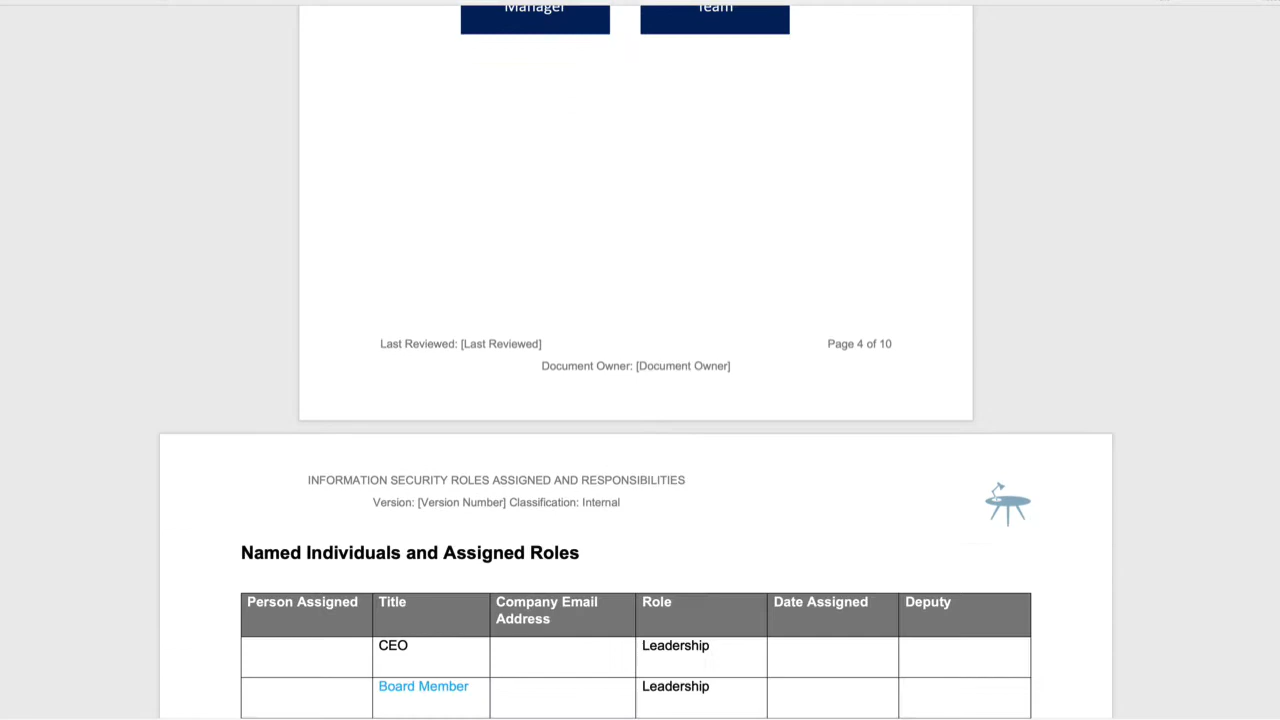 Manager
Team
Last Reviewed: [Last Reviewed]
Page 4 of 10
Document Owner: [Document Owner]
INFORMATION SECURITY ROLES ASSIGNED AND RESPONSIBILITIES
Version: [Version Number] Classification: Internal
Named Individuals and Assigned Roles
Person Assigned
Title
Company Email
Address
Role
Date Assigned
Deputy
CEO
Leadership
Board Member
Leadership